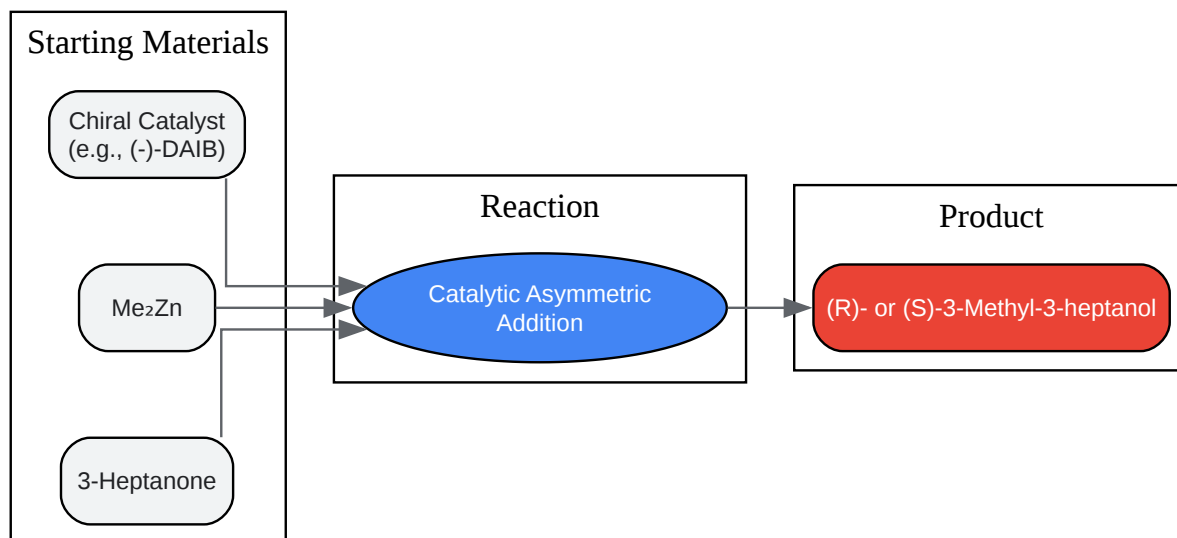 Starting Materials
Chiral Catalyst
(e.g., (-)-DAIB)
Me₂Zn
3-Heptanone
Reaction
Catalytic Asymmetric
Addition
Product
(R)- or (S)-3-Methyl-3-heptanol